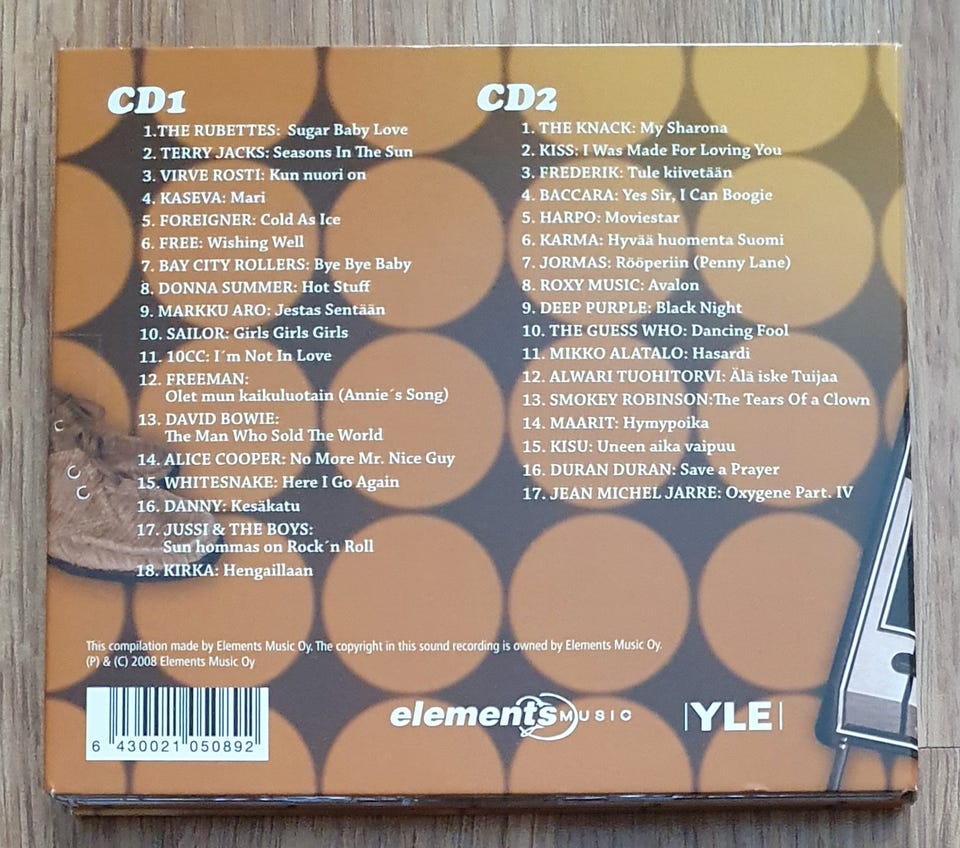 CD1
1.THE RUBETTES: Sugar Baby Love
2. TERRY JACKS: Seasons In The Sun
3. VIRVE ROSTI: Kun nuori on
4. KASEVA: Mari
5. FOREIGNER: Cold As Ice
6. FREE: Wishing Well
7. BAY CITY ROLLERS: Bye Bye Baby
8. DONNA SUMMER: Hot Stuff
9. MARKKU ARO: Jestas Sentään
10. SAILOR: Girls Girls Girls
11. 10CC: I´m Not In Love
12. FREEMAN:
Olet mun kaikuluotain (Annie´s Song)
13. DAVID BOWIE:
The Man Who Sold The World
14. ALICE COOPER: No More Mr. Nice Guy
15. WHITESNAKE: Here I Go Again
16. DANNY: Kesäkatu
17. JUSSI & THE BOYS:
Sun hommas on Rock´n Roll
18. KIRKA: Hengaillaan
CD2
1. THE KNACK: My Sharona
2. KISS: I Was Made For Loving You
3. FREDERIK: Tule kiivetään
4. BACCARA: Yes Sir, I Can Boogie
5. HARPO: Moviestar
6. KARMA: Hyvää huomenta Suomi
7. JORMAS: Rööperiin (Penny Lane)
8. ROXY MUSIC: Avalon
9. DEEP PURPLE: Black Night
10. THE GUESS WHO: Dancing Fool
11. MIKKO ALATALO: Hasardi
12. ALWARI TUOHITORVI: Älä iske Tuijaa
13. SMOKEY ROBINSON:The Tears Of a Clown
14. MAARIT: Hymypoika
15. KISU: Uneen aika vaipuu
16. DURAN DURAN: Save a Prayer
17. JEAN MICHEL JARRE: Oxygene Part. IV
This compilation made by Elements Music Oy. The copyright in this sound recording is owned by Elements Music Oy.
(P) & (C) 2008 Elements Music Oy
6 430021 050892
elements MUSIC
YLE